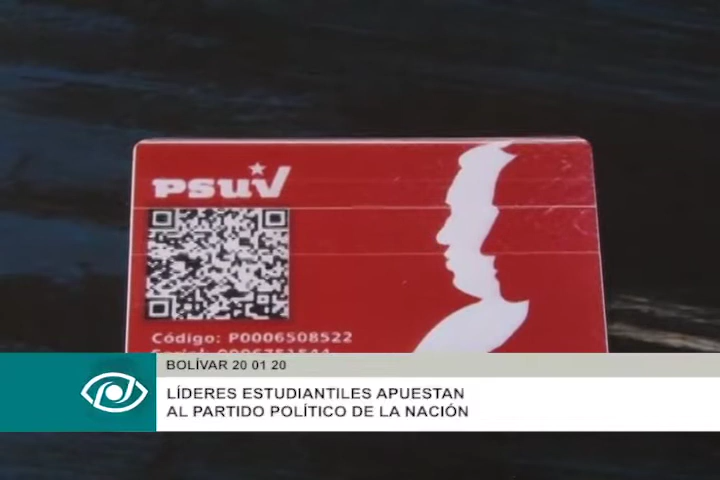 psuv
Código: P0006508522
BOLÍVAR 20 01 20
LÍDERES ESTUDIANTILES APUESTAN
AL PARTIDO POLÍTICO DE LA NACIÓN